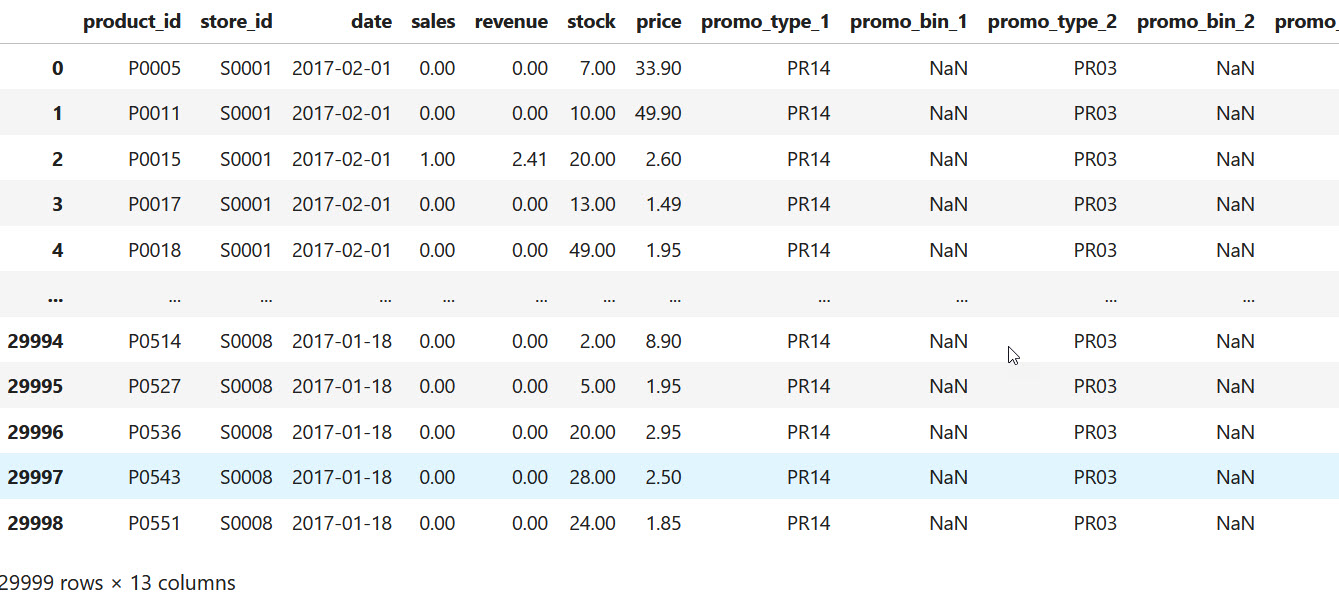 product_id store_id date sales revenue stock price promo_type_1 promo_bin_1 promo_type_2 promo_bin_2 promo_
0 P0005 S0001 2017-02-01 0.00 0.00 7.00 33.90 PR14 NaN PR03 NaN
1 P0011 S0001 2017-02-01 0.00 0.00 10.00 49.90 PR14 NaN PR03 NaN
2 P0015 S0001 2017-02-01 1.00 2.41 20.00 2.60 PR14 NaN PR03 NaN
3 P0017 S0001 2017-02-01 0.00 0.00 13.00 1.49 PR14 NaN PR03 NaN
4 P0018 S0001 2017-02-01 0.00 0.00 49.00 1.95 PR14 NaN PR03 NaN
... ... ... ... ... ... ... ... ... ... ... ...
29994 P0514 S0008 2017-01-18 0.00 0.00 2.00 8.90 PR14 NaN PR03 NaN
29995 P0527 S0008 2017-01-18 0.00 0.00 5.00 1.95 PR14 NaN PR03 NaN
29996 P0536 S0008 2017-01-18 0.00 0.00 20.00 2.95 PR14 NaN PR03 NaN
29997 P0543 S0008 2017-01-18 0.00 0.00 28.00 2.50 PR14 NaN PR03 NaN
29998 P0551 S0008 2017-01-18 0.00 0.00 24.00 1.85 PR14 NaN PR03 NaN
29999 rows × 13 columns